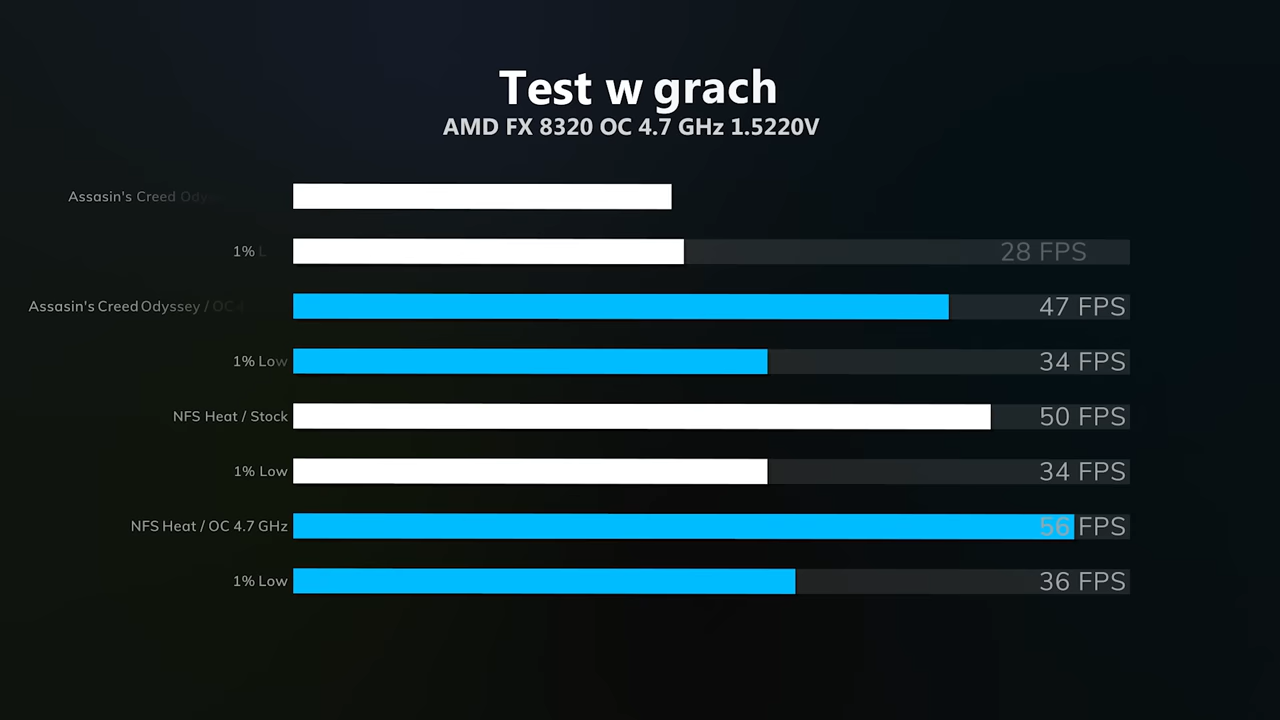 Test w grach
AMD FX 8320 OC 4.7 GHz 1.5220V
Assasin's Creed Ody
1% L 28 FPS
Assasin's Creed Odyssey / OC 4 47 FPS
1% Low 34 FPS
NFS Heat / Stock 50 FPS
1% Low 34 FPS
NFS Heat / OC 4.7 GHz 56 FPS
1% Low 36 FPS